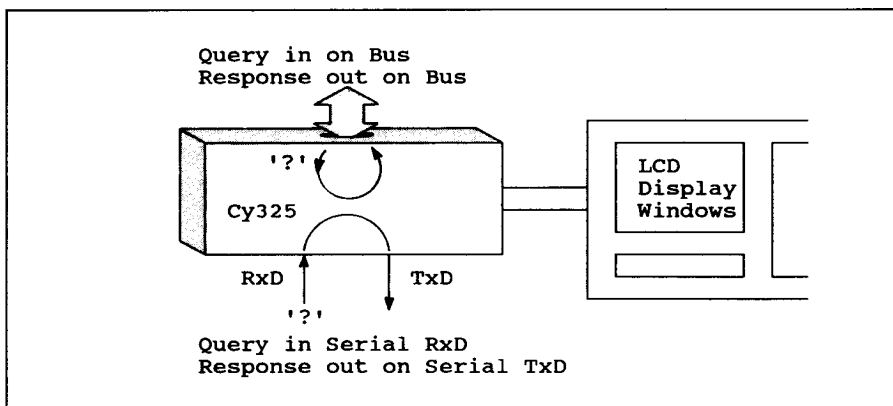 Query in on Bus
Response out on Bus
'?'
Cy325
LCD
Display
Windows
RxD
TxD
'?'
Query in Serial RxD
Response out on Serial TxD